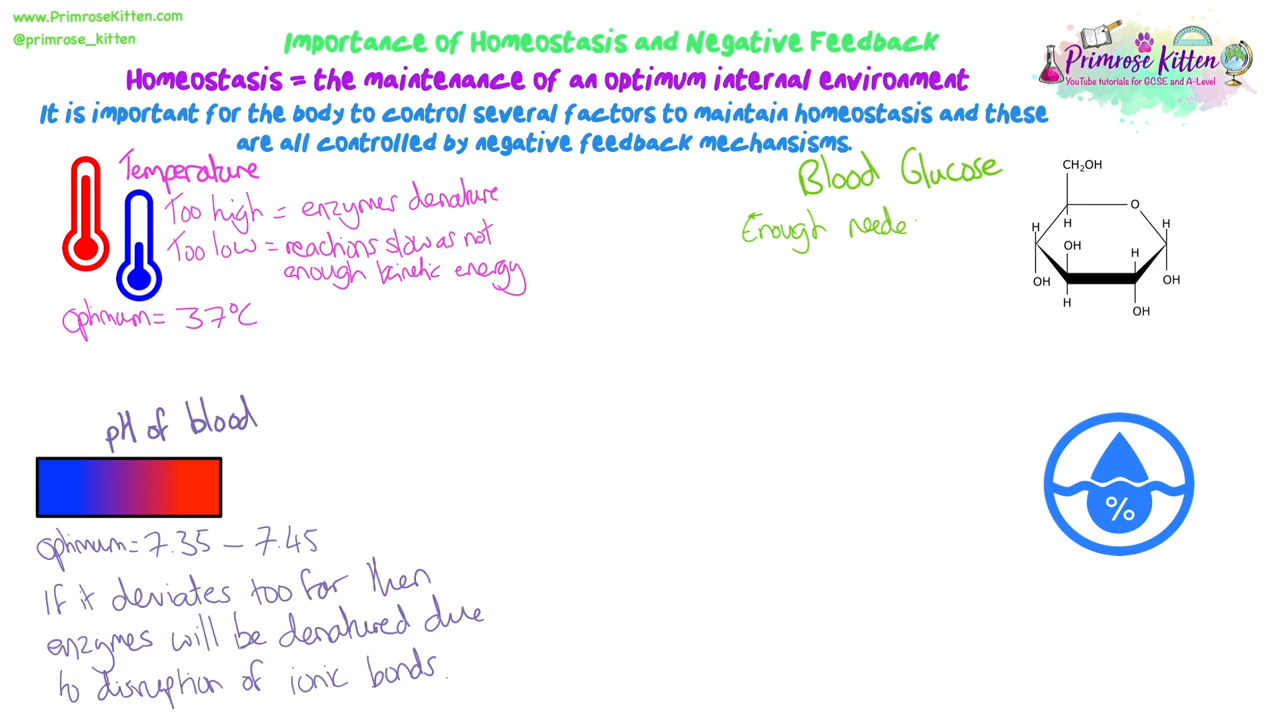 www.PrimroseKitten.com
@primrose_kitten
Importance of Homeostasis and Negative Feedback
Homeostasis = the maintenance of an optimum internal environment
It is important for the body to control several factors to maintain homeostasis and these
are all controlled by negative feedback mechansisms.
Primrose Kitten
YouTube tutorials for GCSE and A-Level
Temperature
Too high = enzymes denature
Too low = reactions slow as not
enough kinetic energy
optimum = 37°C
pH of blood
optimum = 7.35 – 7.45
If it deviates too far then
enzymes will be denatured due
to disruption of ionic bonds.
Blood Glucose
Enough neede
CH₂OH
O
H
H
H
OH
H
OH
OH
H
OH
%